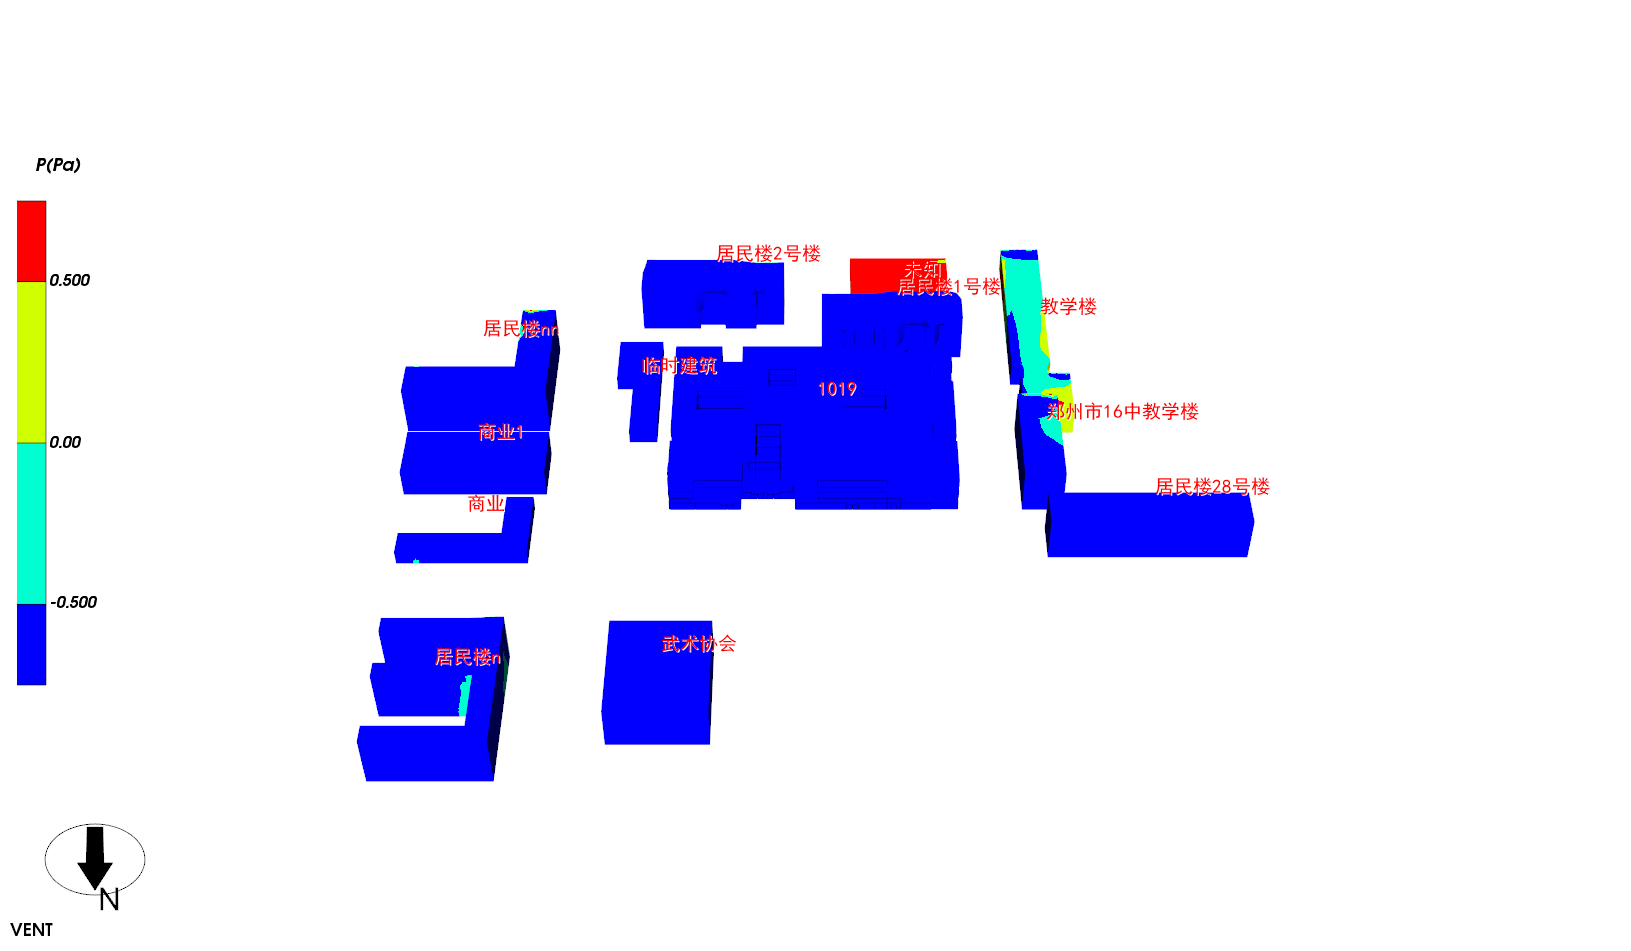 P(Pa)
0.500
0.00
-0.500
居民楼2号楼
未知
居民楼1号楼
教学楼
居民楼nn
临时建筑
1019
郑州市16中教学楼
商业1
居民楼28号楼
商业
武术协会
居民楼n
N
VENT